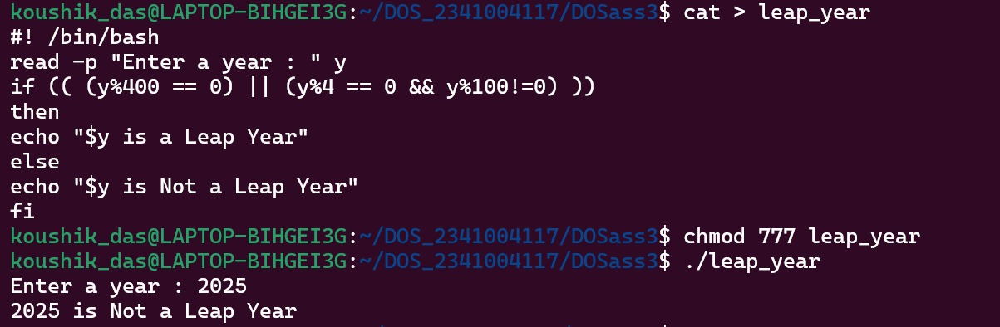 koushik_das@LAPTOP-BIHGEI3G:~/DOS_2341004117/DOSass3$ cat > leap_year
#! /bin/bash
read -p "Enter a year : " y
if (( (y%400 == 0) || (y%4 == 0 && y%100!=0) ))
then
echo "$y is a Leap Year"
else
echo "$y is Not a Leap Year"
fi
koushik_das@LAPTOP-BIHGEI3G:~/DOS_2341004117/DOSass3$ chmod 777 leap_year
koushik_das@LAPTOP-BIHGEI3G:~/DOS_2341004117/DOSass3$ ./leap_year
Enter a year : 2025
2025 is Not a Leap Year